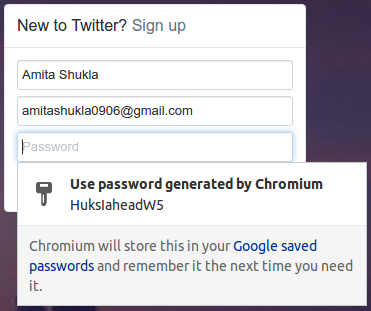 New to Twitter? Sign up
Amita Shukla
amitashukla0906@gmail.com
Password
Use password generated by Chromium
HuksIaheadW5
Chromium will store this in your Google saved
passwords and remember it the next time you need
it.